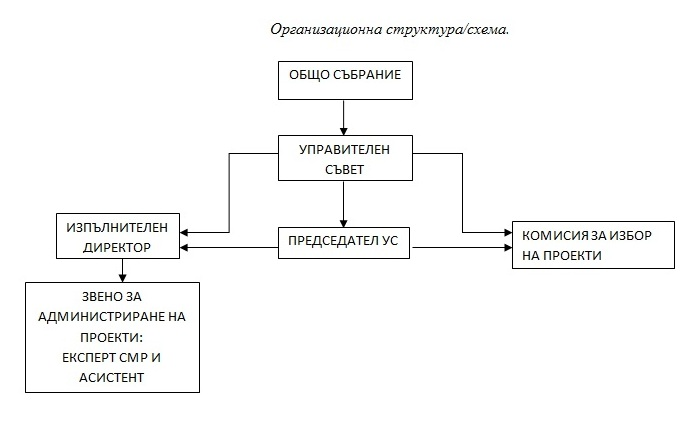 Организационна структура/схема.
ОБЩО СЪБРАНИЕ
УПРАВИТЕЛЕН
СЪВЕТ
ИЗПЪЛНИТЕЛЕН
ДИРЕКТОР
ПРЕДСЕДАТЕЛ УС
КОМИСИЯ ЗА ИЗБОР
НА ПРОЕКТИ
ЗВЕНО ЗА
АДМИНИСТРИРАНЕ НА
ПРОЕКТИ:
ЕКСПЕРТ СМР И
АСИСТЕНТ